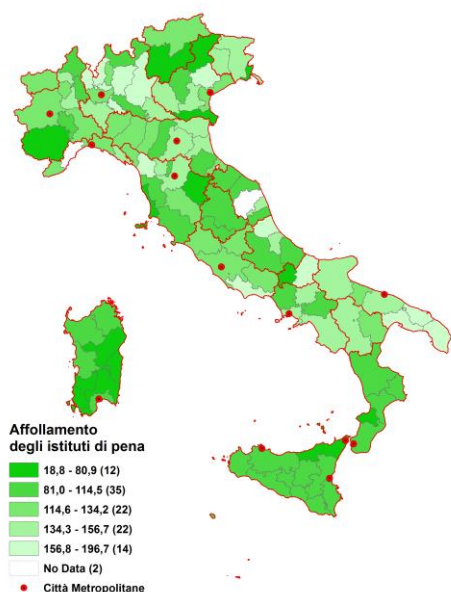 Affollamento
degli istituti di pena
18,8 - 80,9 (12)
81,0 - 114,5 (35)
114,6 - 134,2 (22)
134,3 - 156,7 (22)
156,8 - 196,7 (14)
No Data (2)
Città Metropolitane